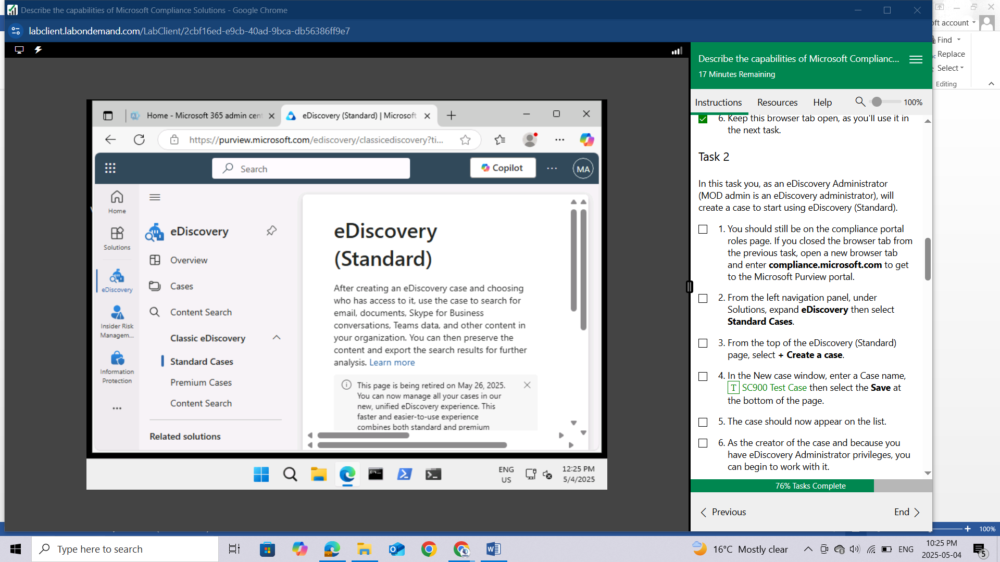 Describe the capabilities of Microsoft Compliance Solutions - Google Chrome
labclient.labondemand.com/LabClient/2cbf16ed-e9cb-40ad-9bca-db56386ff9e7
Home - Microsoft 365 admin cent
eDiscovery (Standard) | Microsoft
https://purview.microsoft.com/ediscovery/classicediscovery?ti...
Search
Copilot
MA
Home
Solutions
eDiscovery
Insider Risk
Managem...
Information
Protection
eDiscovery
Overview
Cases
Content Search
Classic eDiscovery
Standard Cases
Premium Cases
Content Search
Related solutions
eDiscovery
(Standard)
After creating an eDiscovery case and choosing
who has access to it, use the case to search for
email, documents, Skype for Business
conversations, Teams data, and other content in
your organization. You can then preserve the
content and export the search results for further
analysis. Learn more
This page is being retired on May 26, 2025.
You can now manage all your cases in our
new, unified eDiscovery experience. This
faster and easier-to-use experience
combines both standard and premium
ENG
US
12:25 PM
5/4/2025
Describe the capabilities of Microsoft Complianc...
17 Minutes Remaining
Instructions
Resources
Help
100%
6. Keep this browser tab open, as you'll use it in
the next task.
Task 2
In this task you, as an eDiscovery Administrator
(MOD admin is an eDiscovery administrator), will
create a case to start using eDiscovery (Standard).
1. You should still be on the compliance portal
roles page. If you closed the browser tab from
the previous task, open a new browser tab
and enter compliance.microsoft.com to get
to the Microsoft Purview portal.
2. From the left navigation panel, under
Solutions, expand eDiscovery then select
Standard Cases.
3. From the top of the eDiscovery (Standard)
page, select + Create a case.
4. In the New case window, enter a Case name,
T SC900 Test Case then select the Save at
the bottom of the page.
5. The case should now appear on the list.
6. As the creator of the case and because you
have eDiscovery Administrator privileges, you
can begin to work with it.
76% Tasks Complete
Previous
End
account
Find
Replace
Select
Editing
100%
Type here to search
16°C Mostly clear
ENG
10:25 PM
2025-05-04
5